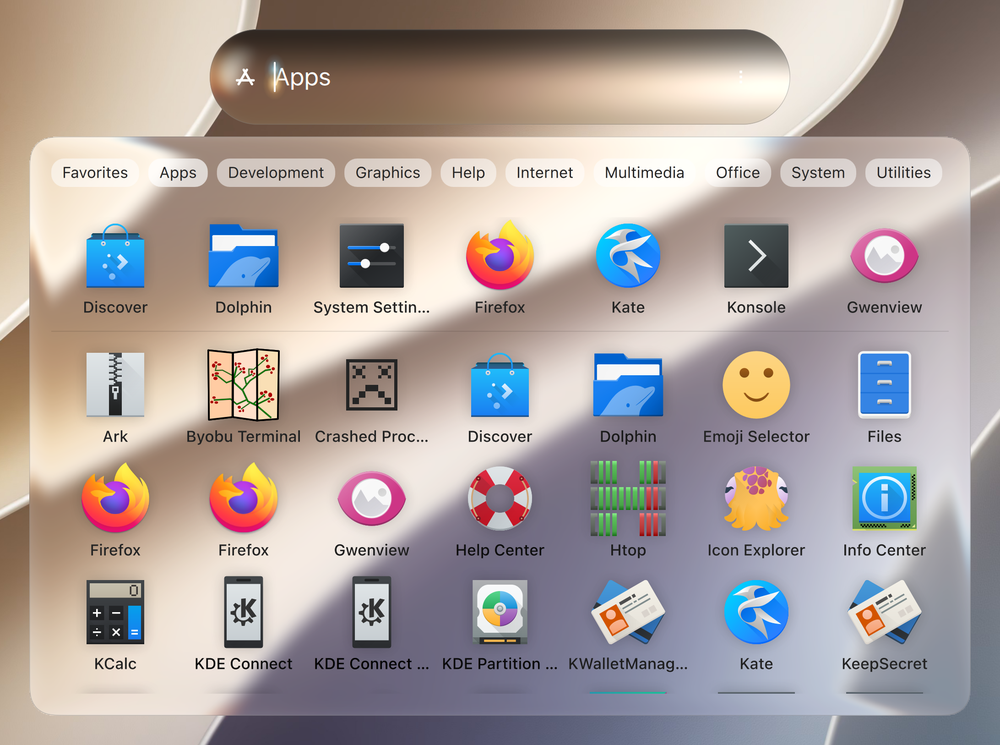 Apps
Favorites Apps Development Graphics Help Internet Multimedia Office System Utilities
Discover Dolphin System Settin... Firefox Kate Konsole Gwenview
Ark Byobu Terminal Crashed Proc... Discover Dolphin Emoji Selector Files
Firefox Firefox Gwenview Help Center Htop Icon Explorer Info Center
0
KCalc KDE Connect KDE Connect ... KDE Partition ... KWalletManag... Kate KeepSecret